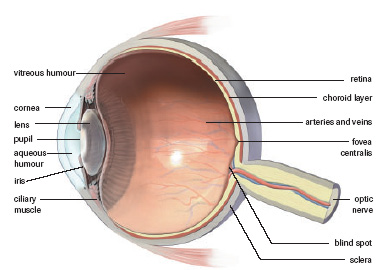 vitreous humour
cornea
lens
pupil
aqueous
humour
iris
ciliary
muscle
retina
choroid layer
arteries and veins
fovea
centralis
optic
nerve
blind spot
sclera